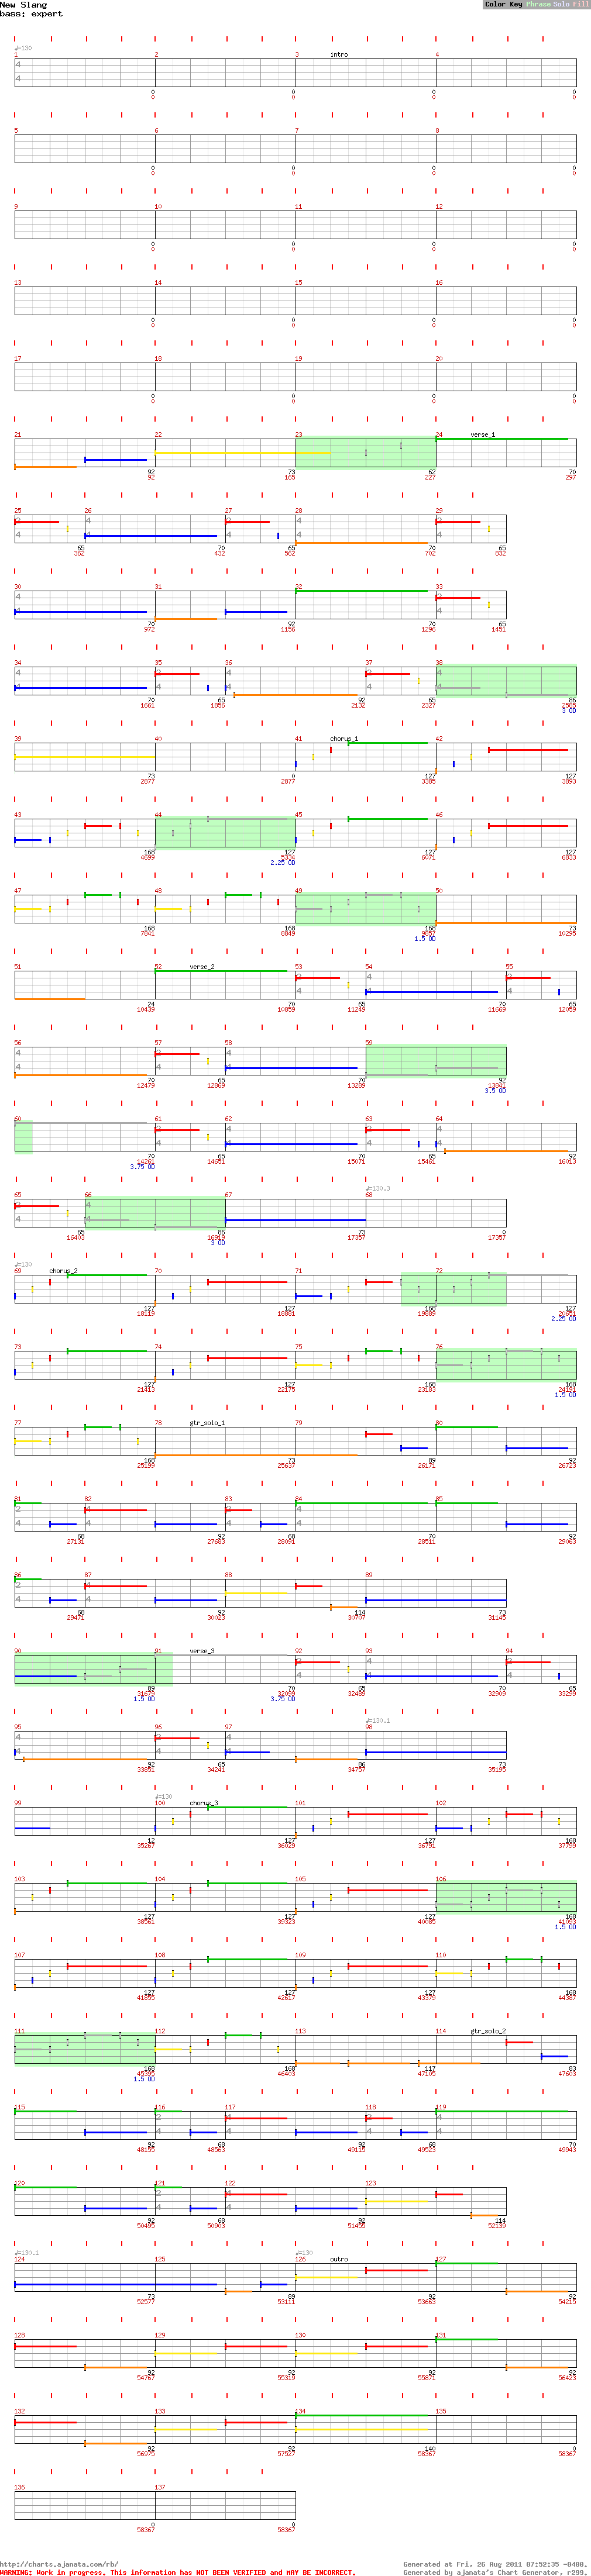 New Slang
bass: expert
Color Key Phrase Solo Fill
♩=130
1 2 3 intro 4
4
4
0 0 0 0
0 0 0 0
5 6 7 8
0 0 0 0
0 0 0 0
9 10 11 12
0 0 0 0
0 0 0 0
13 14 15 16
0 0 0 0
0 0 0 0
17 18 19 20
0 0 0 0
0 0 0 0
21 22 23 24 verse_1
92 73 62 70
92 165 227 297
25 26 27 28 29
65 70 65 70 65
362 432 562 702 832
30 31 32 33
70 92 70 65
972 1156 1296 1451
34 35 36 37 38
70 65 92 65 86
1661 1856 2132 2327 2585
3 OD
39 40 41 chorus_1 42
73 0 127 127
2877 2877 3385 3893
43 44 45 46
168 127 127 127
4699 5334 6071 6833
2.25 OD
47 48 49 50
168 168 168 73
7841 8849 9857 10295
1.5 OD
51 52 verse_2 53 54 55
24 70 65 70 65
10439 10859 11249 11669 12059
56 57 58 59
70 65 70 92
12479 12869 13289 13841
3.5 OD
60 61 62 63 64
70 65 70 65 92
14261 14651 15071 15461 16013
3.75 OD
♩=130.3
65 66 67 68
65 86 73 0
16403 16919 17357 17357
3 OD
♩=130
69 chorus_2 70 71 72
127 127 168 127
18119 18881 19889 20651
2.25 OD
73 74 75 76
127 127 168 168
21413 22175 23183 24191
1.5 OD
77 78 gtr_solo_1 79 80
168 73 89 92
25199 25637 26171 26723
81 82 83 84 85
68 92 68 70 92
27131 27683 28091 28511 29063
86 87 88 89
68 92 114 73
29471 30023 30707 31145
90 91 verse_3 92 93 94
89 70 65 70 65
31679 32099 32489 32909 33299
1.5 OD 3.75 OD
♩=130.1
95 96 97 98
92 65 86 73
33851 34241 34757 35195
♩=130
99 100 chorus_3 101 102
12 127 127 168
35267 36029 36791 37799
103 104 105 106
127 127 127 168
38561 39323 40085 41093
1.5 OD
107 108 109 110
127 127 127 168
41855 42617 43379 44387
111 112 113 114 gtr_solo_2
168 168 117 83
45395 46403 47105 47603
1.5 OD
115 116 117 118 119
92 68 92 68 70
48155 48563 49115 49523 49943
120 121 122 123
92 68 92 114
50495 50903 51455 52139
♩=130.1 ♩=130
124 125 126 outro 127
73 89 92 92
52577 53111 53663 54215
128 129 130 131
92 92 92 92
54767 55319 55871 56423
132 133 134 135
92 92 140 0
56975 57527 58367 58367
136 137
0 0
58367 58367
http://charts.ajanata.com/rb/
Generated at Fri, 26 Aug 2011 07:52:35 -0400.
WARNING: Work in progress. This information has NOT BEEN VERIFIED and MAY BE INCORRECT.
Generated by ajanata's Chart Generator, r299.